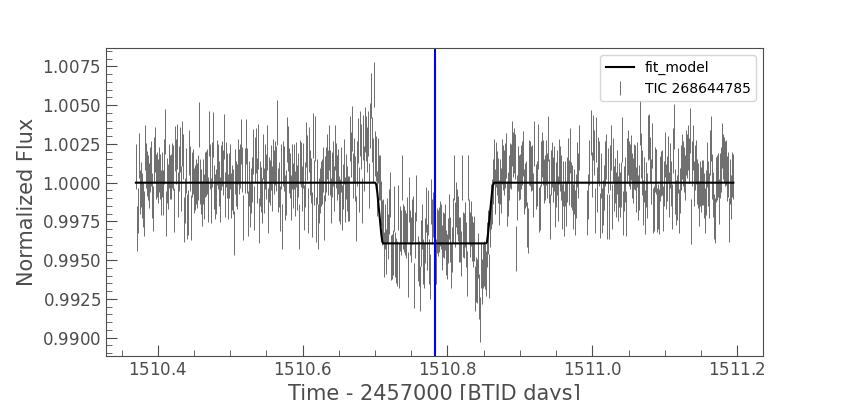 fit_model
TIC 268644785
Normalized Flux
1.0075
1.0050
1.0025
1.0000
0.9975
0.9950
0.9925
0.9900
1510.4 1510.6 1510.8 1511.0 1511.2
Time - 2457000 [BTJD days]